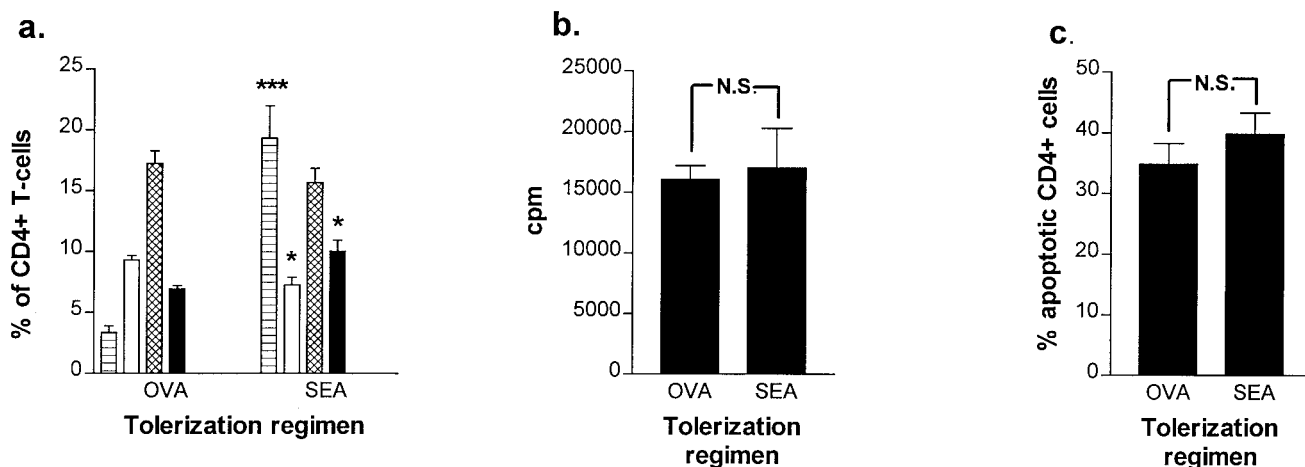 a.
25
20
15
10
5
0
% of CD4+ T-cells
***
*
*
OVA
SEA
Tolerization regimen
b.
25000
20000
15000
10000
5000
0
cpm
N.S.
OVA
SEA
Tolerization
regimen
c.
50
40
30
20
10
0
% apoptotic CD4+ cells
N.S.
OVA
SEA
Tolerization
regimen